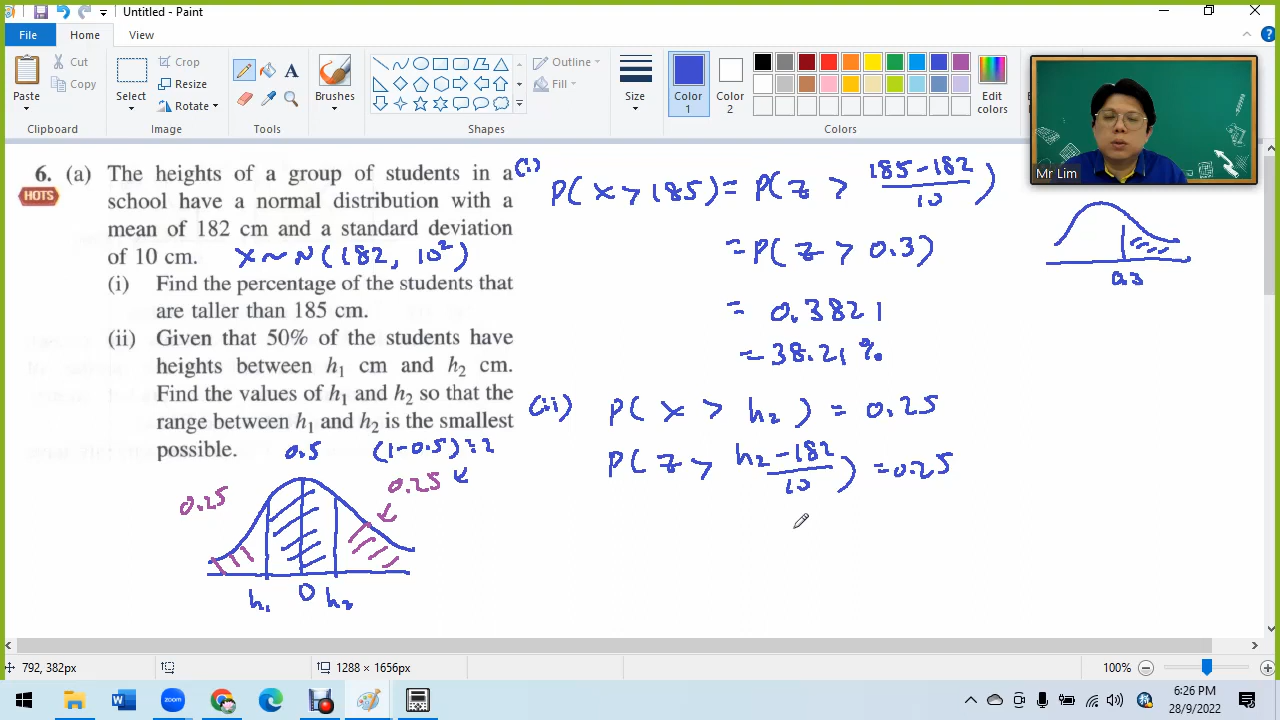 Untitled - Paint
File Home View
Paste
Cut
Copy
Clipboard
Select
Crop
Resize
Rotate
Image
A
Tools
Brushes
Outline
Fill
Shapes
Size
Color 1
Color 2
Colors
Edit colors
Mr Lim
6. (a) The heights of a group of students in a
HOTS
school have a normal distribution with a
mean of 182 cm and a standard deviation
of 10 cm. X ~ N(182, 10²)
(i) Find the percentage of the students that
are taller than 185 cm.
(ii) Given that 50% of the students have
heights between h₁ cm and h₂ cm.
Find the values of h₁ and h₂ so that the
range between h₁ and h₂ is the smallest
possible.
0.5 (1-0.5)÷2
0.25 0.25
h₁ 0 h₂
(i) P(X > 185) = P(Z > (185-182)/10)
= P(Z > 0.3)
0.3
= 0.3821
= 38.21%
(ii) P(X > h₂) = 0.25
P(Z > (h₂-182)/10) = 0.25
792, 382px
1288 × 1656px
100%
zoom
6:26 PM
28/9/2022